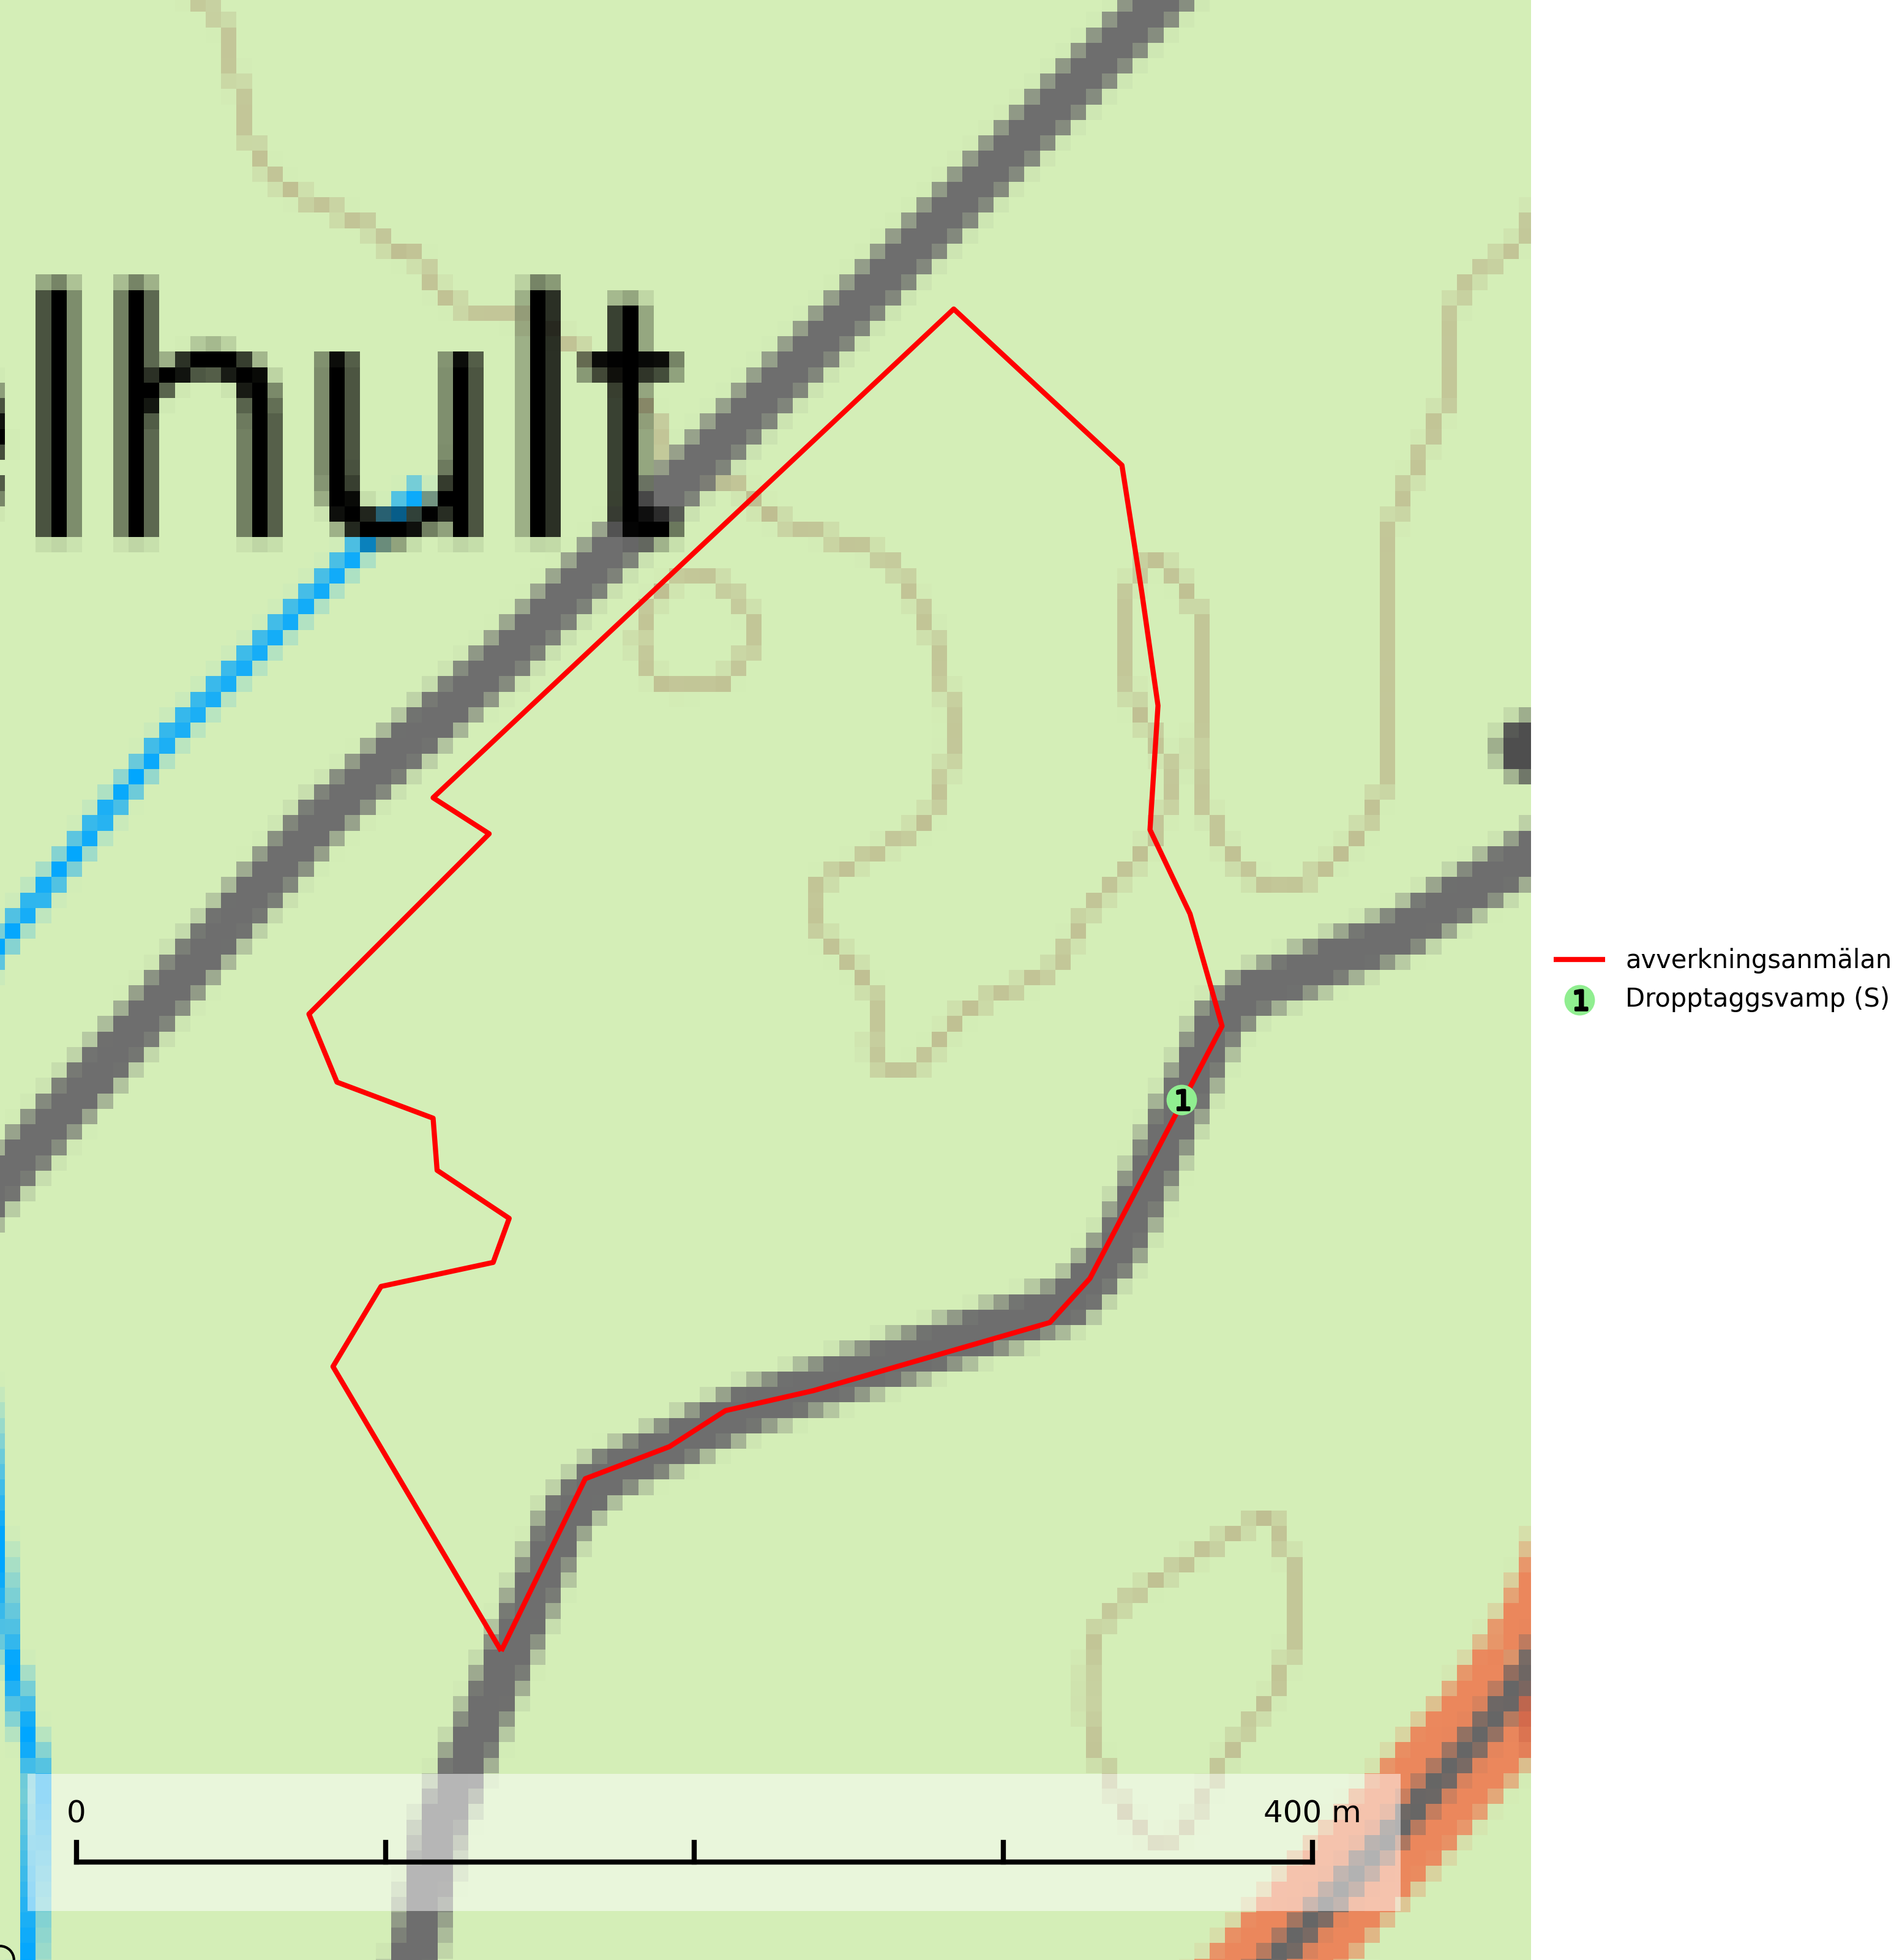 lhult
1
avverkningsanmälan
1 Dropptaggsvamp (S)
0 400 m